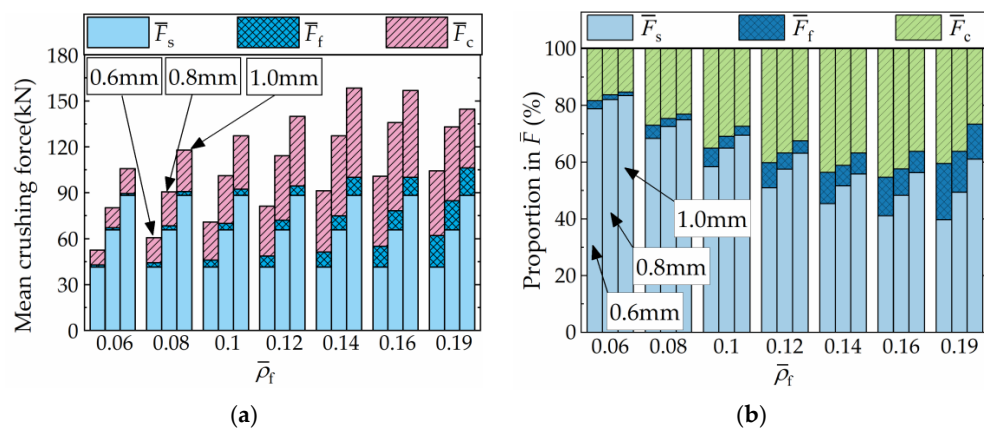 (a)
F̅s F̅f F̅c
180
150
120
90
60
30
0
Mean crushing force(kN)
0.6mm 0.8mm 1.0mm
0.06 0.08 0.1 0.12 0.14 0.16 0.19
ρ̅f
(a)
(b)
F̅s F̅f F̅c
100
80
60
40
20
0
Proportion in F̅ (%)
1.0mm
0.8mm
0.6mm
0.06 0.08 0.1 0.12 0.14 0.16 0.19
ρ̅f
(b)